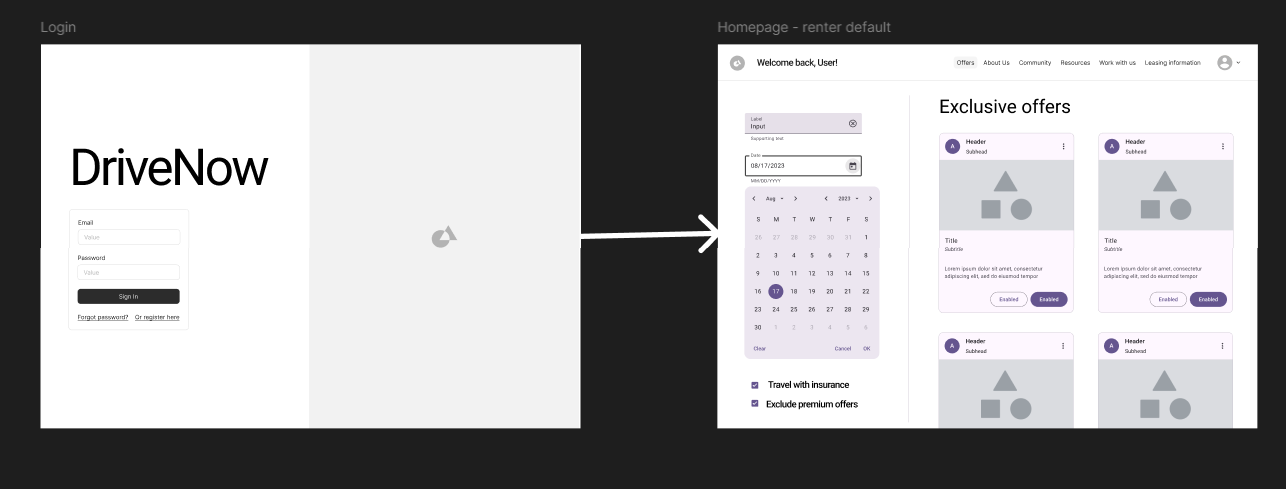 Login
DriveNow
Email
Value
Password
Value
Sign In
Forgot password? Or register here
Homepage - renter default
Welcome back, User!
Offers About Us Community Resources Work with us Leasing information
Label
Input
Supporting text
Date
08/17/2023
MM/DD/YYYY
Aug 2023
S M T W T F S
26 27 28 29 30 31 1
2 3 4 5 6 7 8
9 10 11 12 13 14 15
16 17 18 19 20 21 22
23 24 25 26 27 28 29
30 1 2 3 4 5 6
Clear Cancel OK
Travel with insurance
Exclude premium offers
Exclusive offers
A
Header
Subhead
Title
Subtitle
Lorem ipsum dolor sit amet, consectetur
adipiscing elit, sed do eiusmod tempor
Enabled Enabled
A
Header
Subhead
Title
Subtitle
Lorem ipsum dolor sit amet, consectetur
adipiscing elit, sed do eiusmod tempor
Enabled Enabled
A
Header
Subhead
A
Header
Subhead